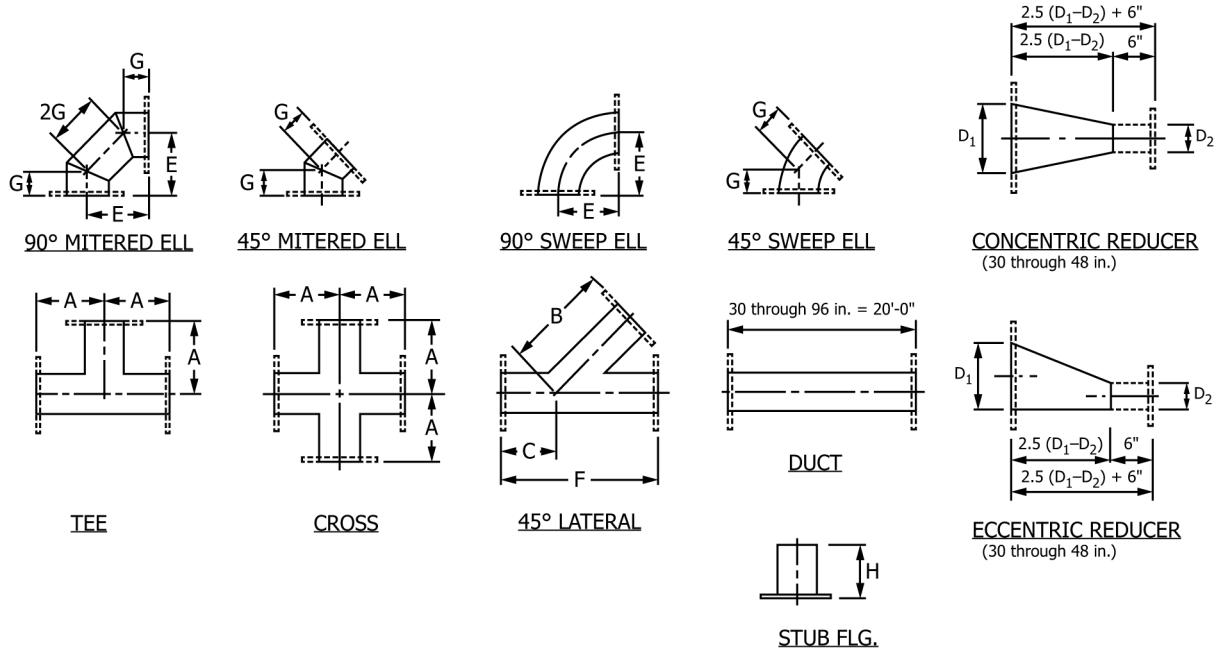 G
2G
G
E
E
90° MITERED ELL
G
G
45° MITERED ELL
E
E
90° SWEEP ELL
G
G
45° SWEEP ELL
2.5 (D₁–D₂) + 6"
2.5 (D₁–D₂)
6"
D₁
D₂
CONCENTRIC REDUCER
(30 through 48 in.)
A
A
A
TEE
A
A
A
A
CROSS
B
C
F
45° LATERAL
30 through 96 in. = 20'-0"
DUCT
D₁
D₂
2.5 (D₁–D₂)
6"
2.5 (D₁–D₂) + 6"
ECCENTRIC REDUCER
(30 through 48 in.)
H
STUB FLG.